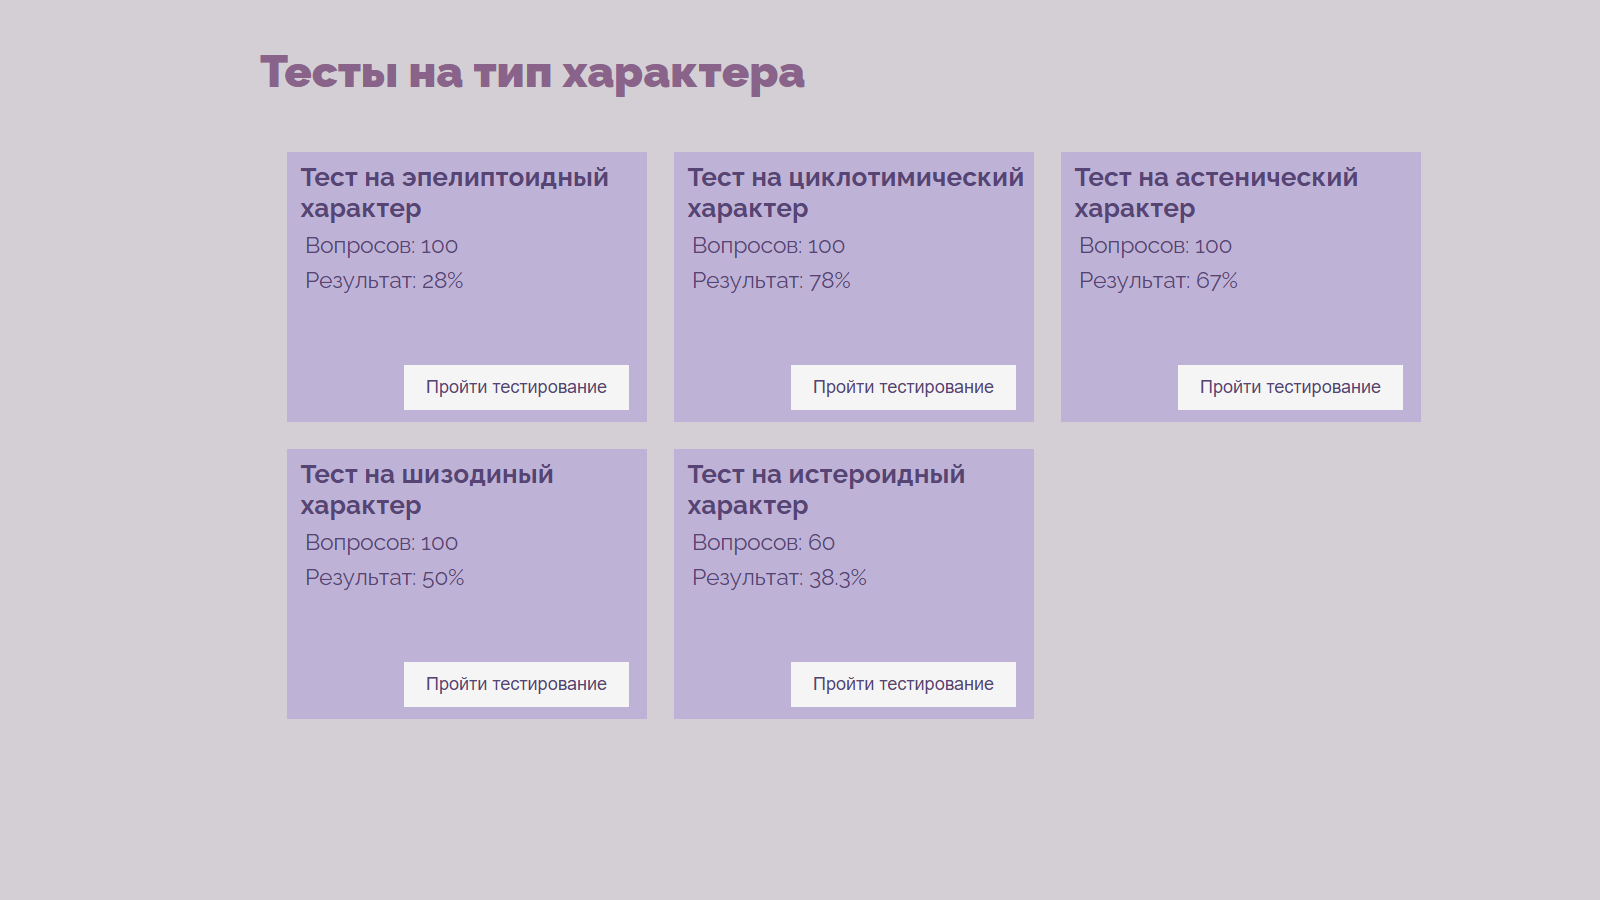 Тесты на тип характера
Тест на эпелиптоидный
характер
Вопросов: 100
Результат: 28%
Пройти тестирование
Тест на циклотимический
характер
Вопросов: 100
Результат: 78%
Пройти тестирование
Тест на астенический
характер
Вопросов: 100
Результат: 67%
Пройти тестирование
Тест на шизодиный
характер
Вопросов: 100
Результат: 50%
Пройти тестирование
Тест на истероидный
характер
Вопросов: 60
Результат: 38.3%
Пройти тестирование